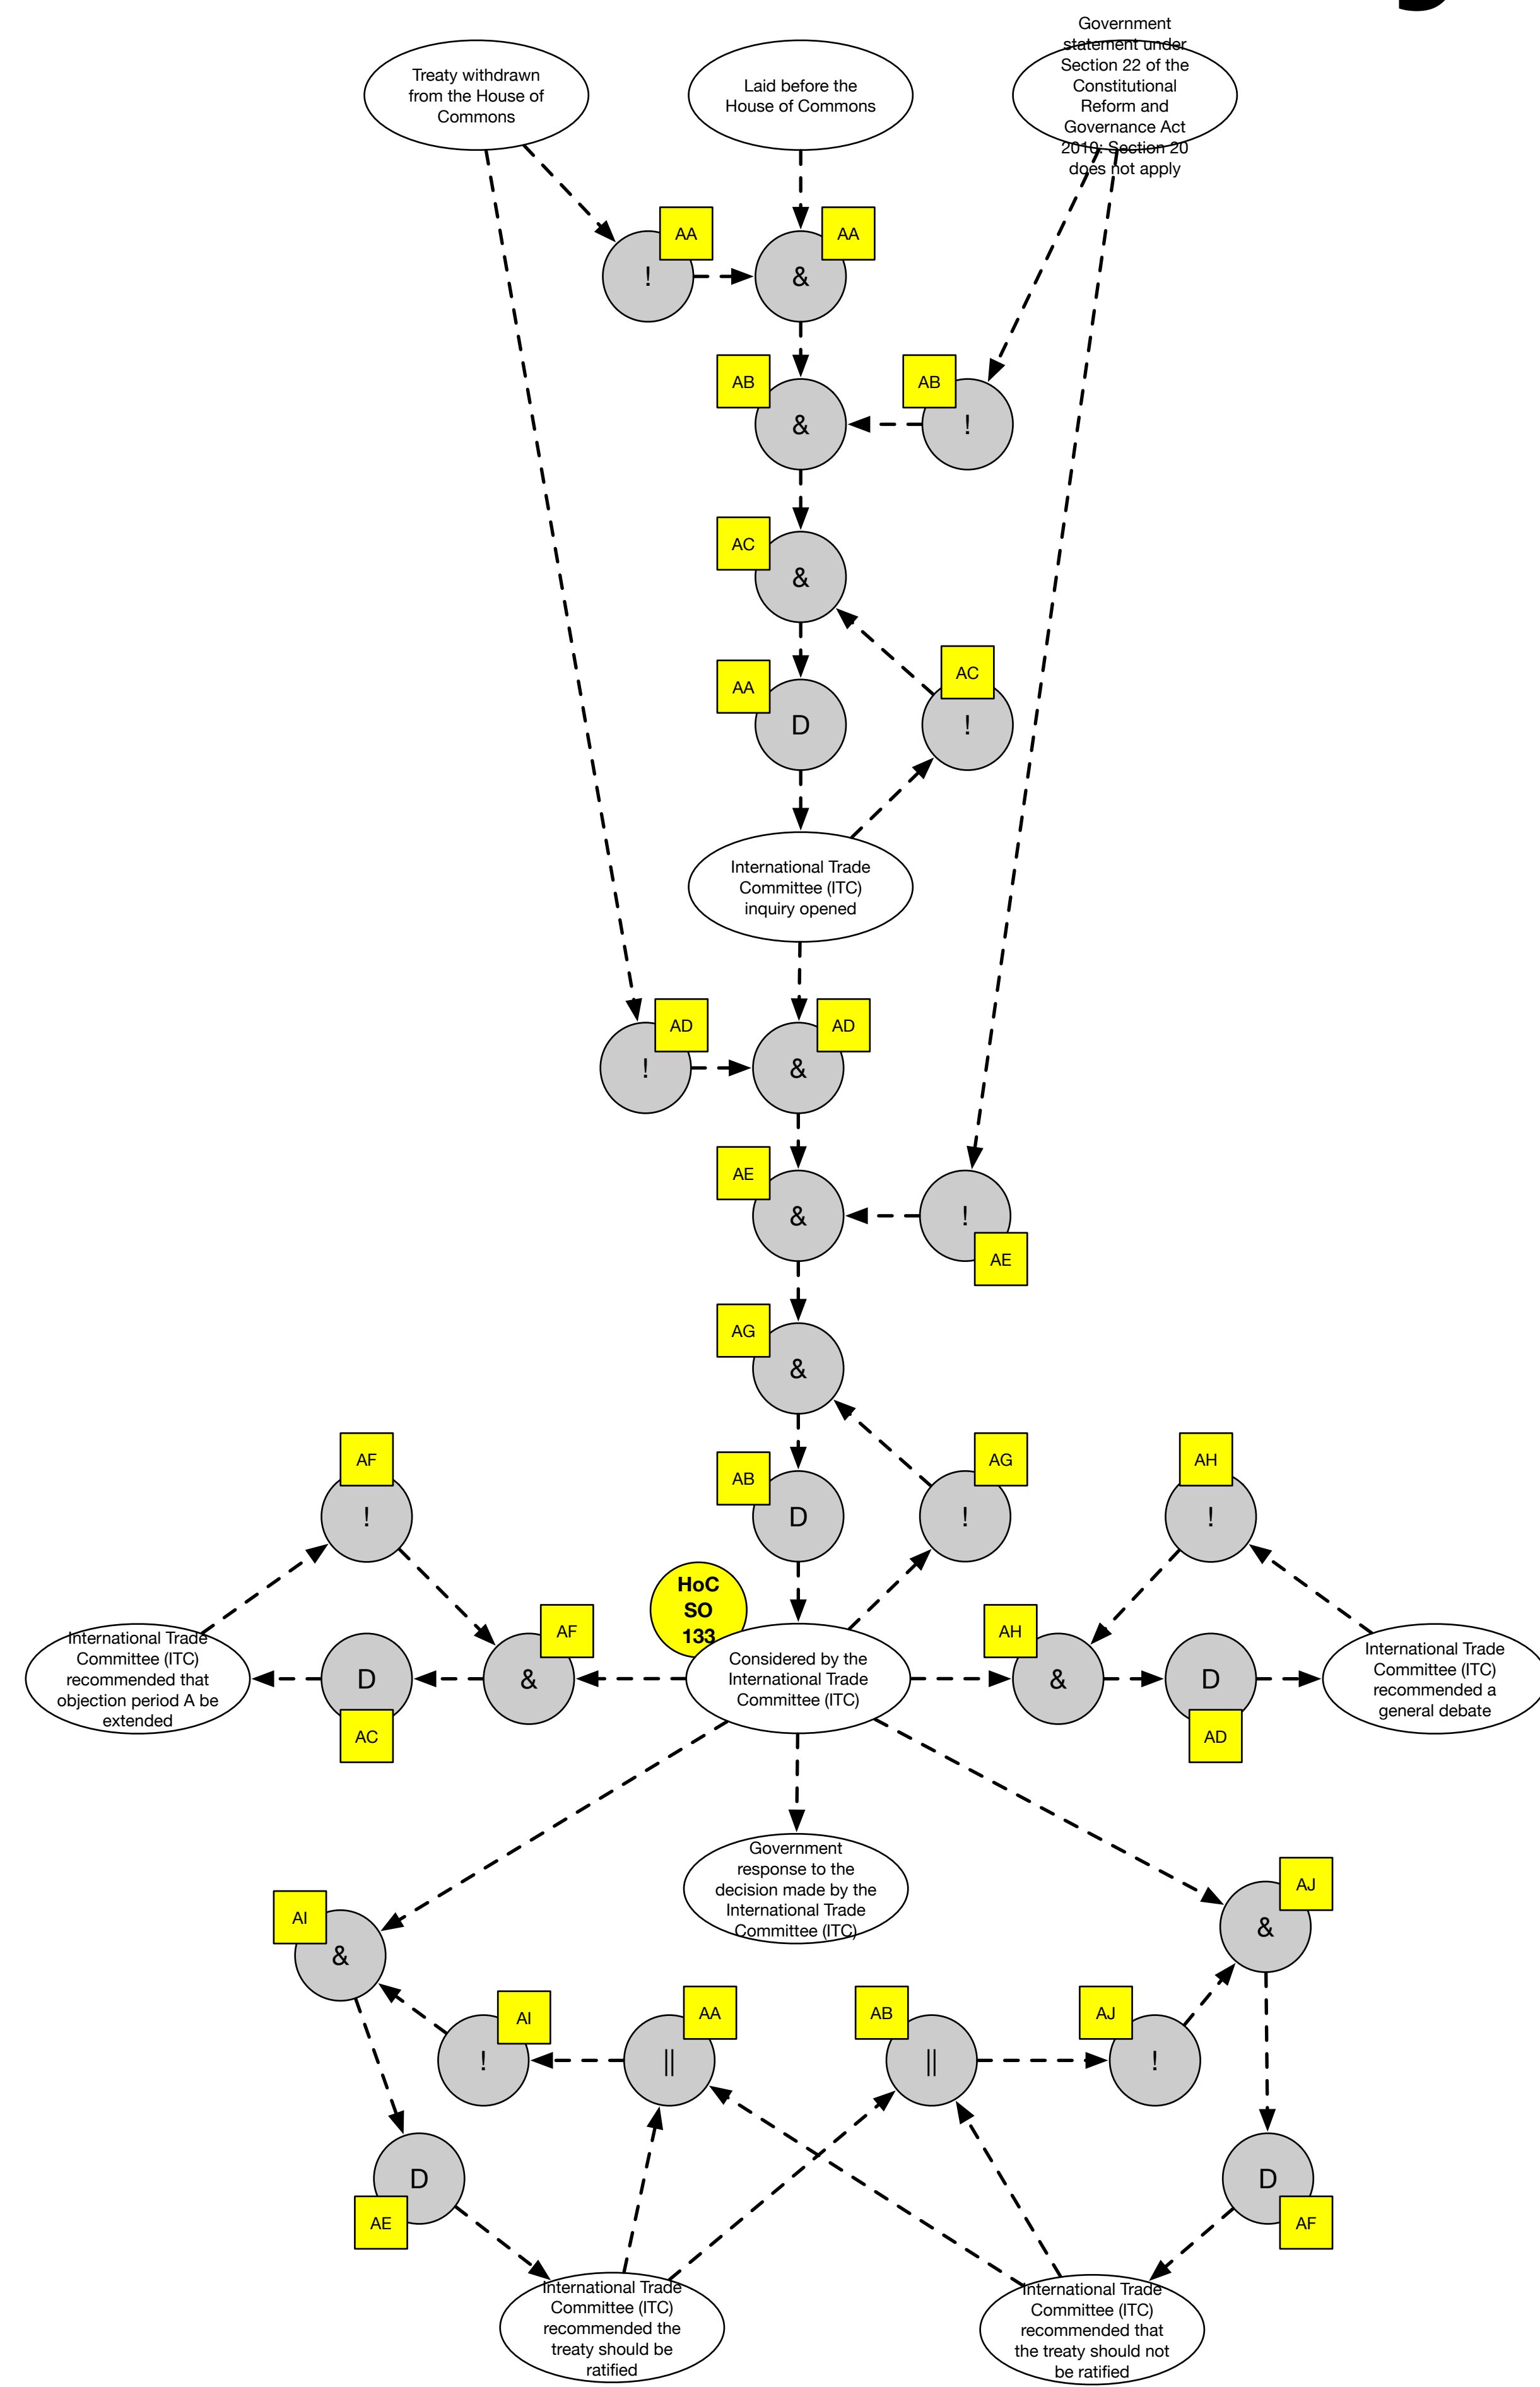 Treaty withdrawn
from the House of
Commons
Laid before the
House of Commons
Government
statement under
Section 22 of the
Constitutional
Reform and
Governance Act
2010: Section 20
does not apply
AA
!
AA
&
AB
&
AB
!
AC
&
AA
D
AC
!
International Trade
Committee (ITC)
inquiry opened
AD
!
AD
&
AE
&
!
AE
AG
&
AF
!
AB
D
AG
!
AH
!
HoC
SO
133
International Trade
Committee (ITC)
recommended that
objection period A be
extended
D
AC
AF
&
Considered by the
International Trade
Committee (ITC)
AH
&
D
AD
International Trade
Committee (ITC)
recommended a
general debate
Government
response to the
decision made by the
International Trade
Committee (ITC)
AI
&
AJ
&
AI
!
AA
||
AB
||
AJ
!
D
AE
D
AF
International Trade
Committee (ITC)
recommended the
treaty should be
ratified
International Trade
Committee (ITC)
recommended that
the treaty should not
be ratified